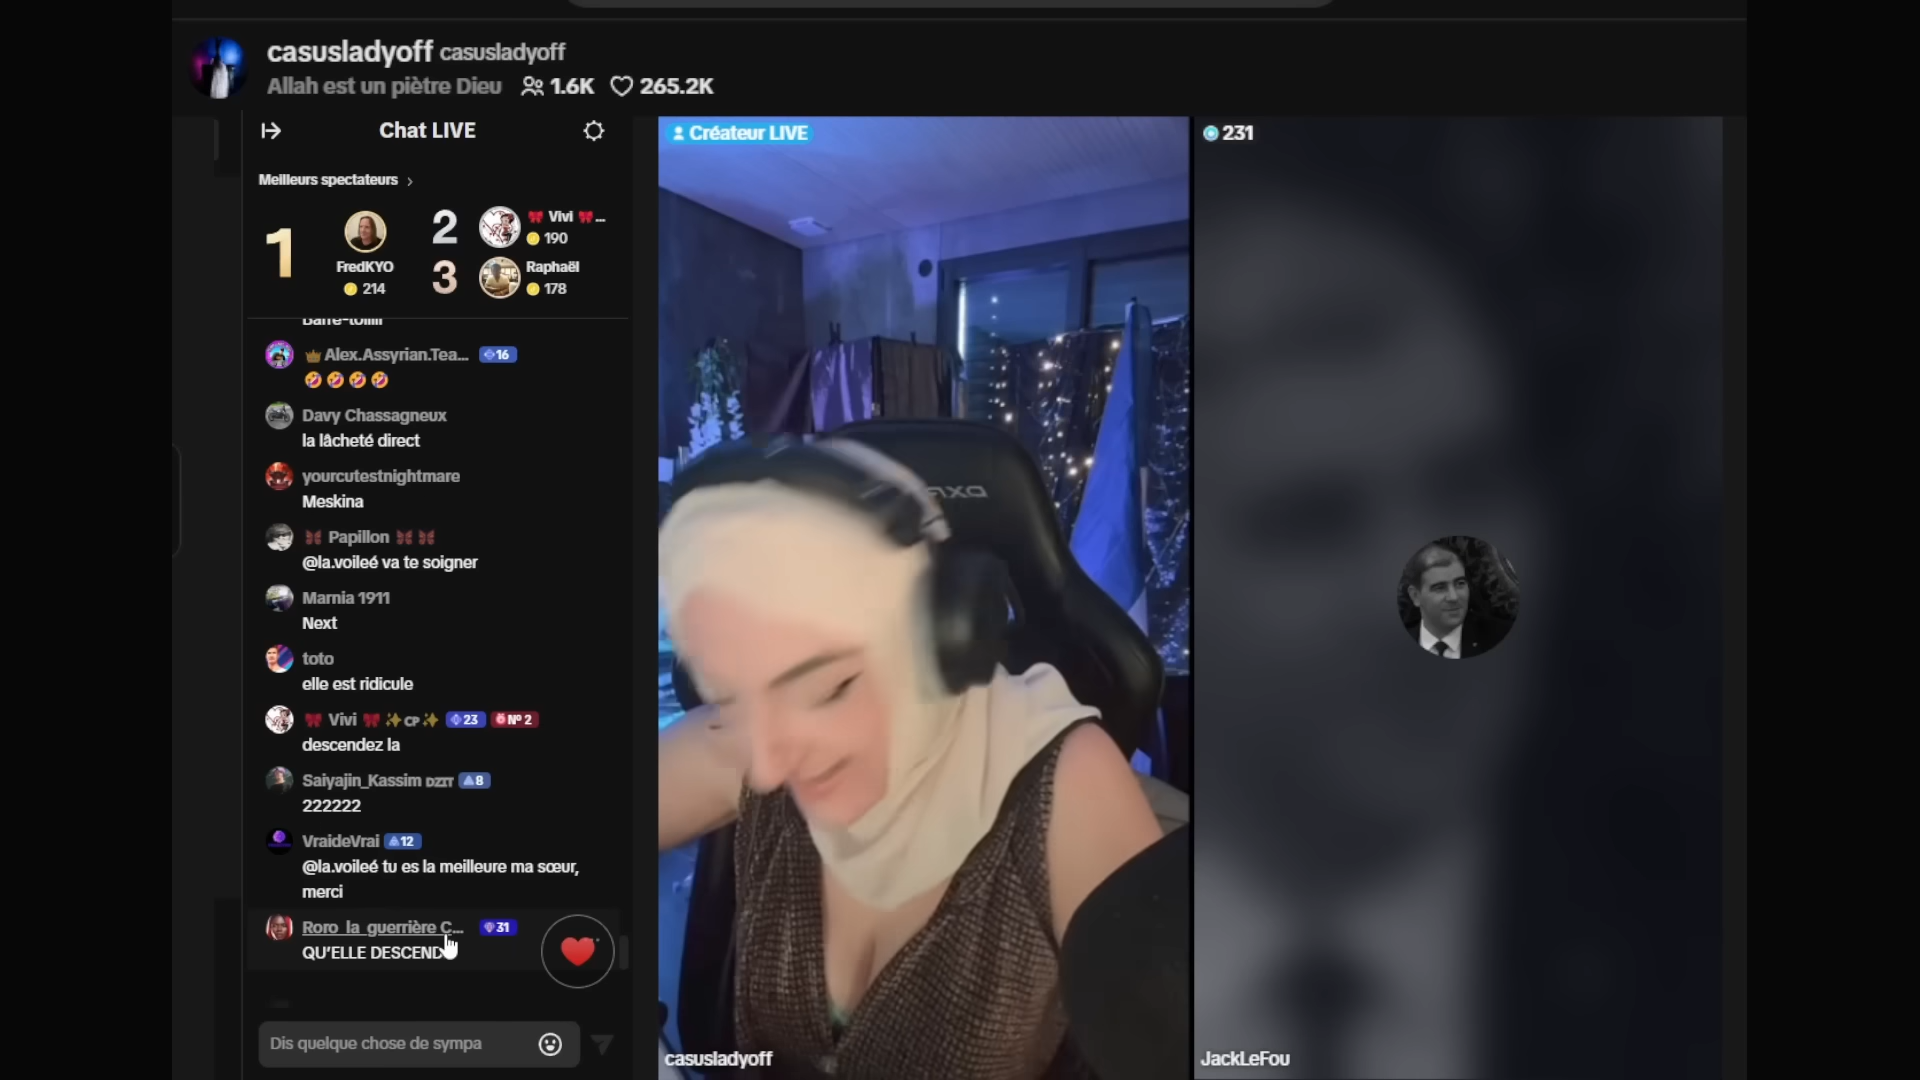 casusladyoff casusladyoff
Allah est un piètre Dieu 1.6K 265.2K
Chat LIVE
Meilleurs spectateurs
1
FredKYO
214
2
Vivi ...
190
3
Raphaël
178
Alex.Assyrian.Tea... 16
🤣🤣🤣🤣
Davy Chassagneux
la lâcheté direct
yourcutestnightmare
Meskina
Papillon
@la.voileé va te soigner
Marnia 1911
Next
toto
elle est ridicule
🎀 Vivi 🎀 ✨CP✨ 23 N° 2
descendez la
Saiyajin_Kassim DZIT 8
222222
VraideVrai 12
@la.voileé tu es la meilleure ma sœur,
merci
Roro_la_guerrière C... 31
QU'ELLE DESCEND
Dis quelque chose de sympa
Créateur LIVE
casusladyoff
231
JackLeFou